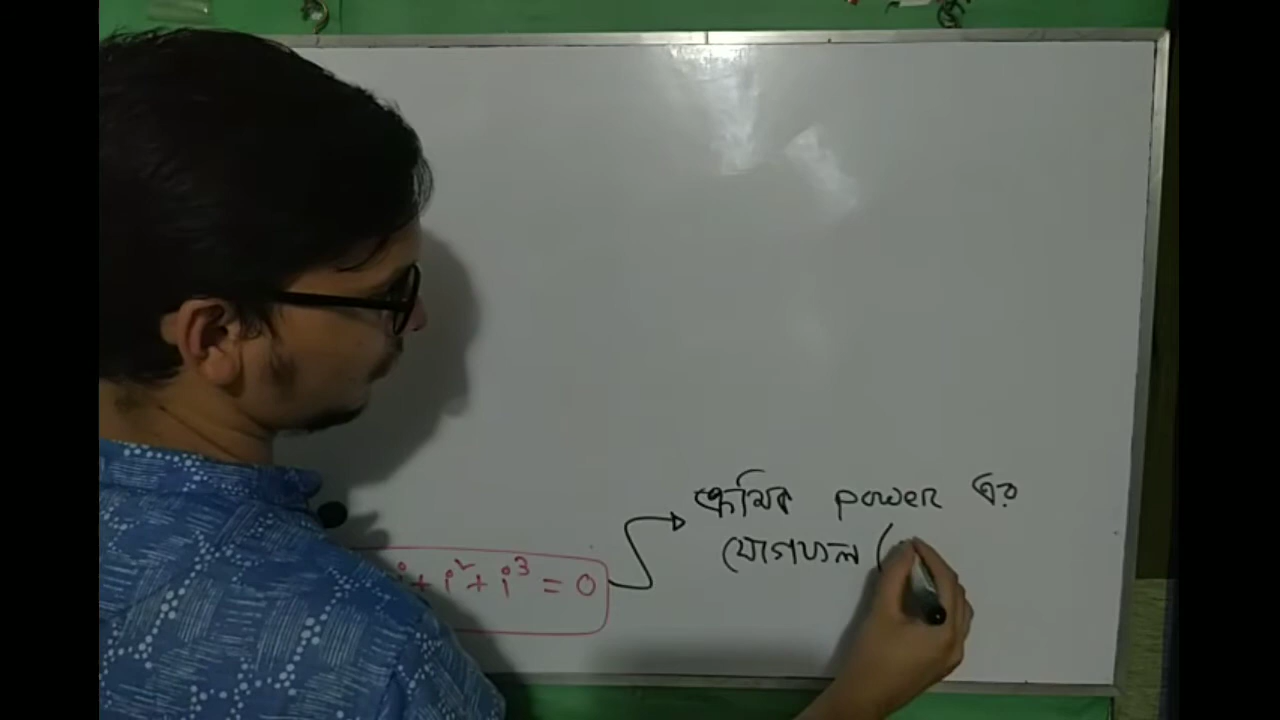 i + i² + i³ = 0
ক্রমিক power এর
যোগফল (